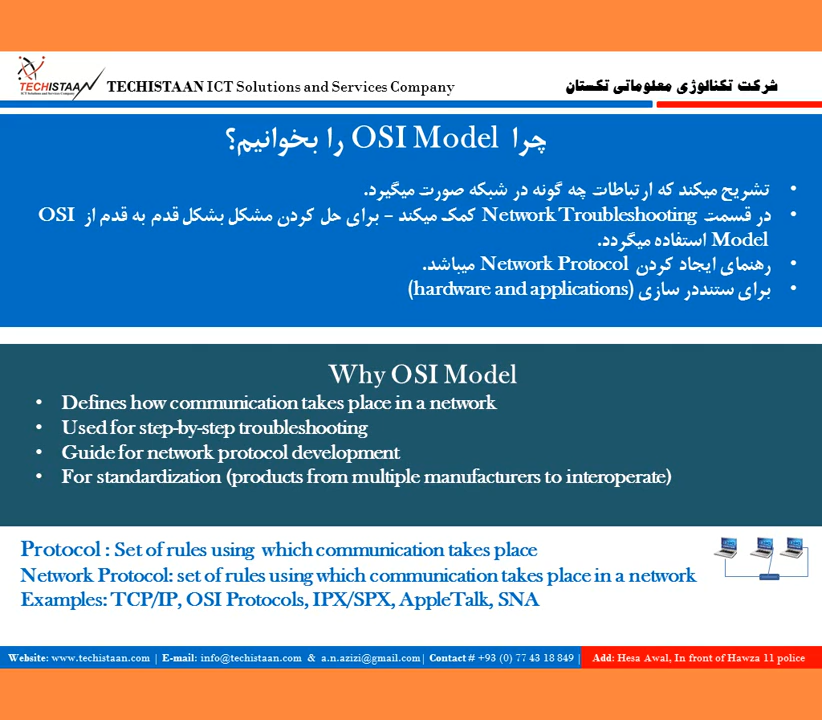 TECHISTAAN
ICT Solutions and Services Company
TECHISTAAN ICT Solutions and Services Company
شرکت تکنالوژی معلوماتی تکستان
چرا OSI Model را بخوانیم؟
• تشریح میکند که ارتباطات چه گونه در شبکه صورت میگیرد.
• در قسمت Network Troubleshooting کمک میکند – برای حل کردن مشکل بشکل قدم به قدم از OSI
Model استفاده میگردد.
• رهنمای ایجاد کردن Network Protocol میباشد.
• برای ستنددر سازی (hardware and applications)
Why OSI Model
• Defines how communication takes place in a network
• Used for step-by-step troubleshooting
• Guide for network protocol development
• For standardization (products from multiple manufacturers to interoperate)
Protocol : Set of rules using which communication takes place
Network Protocol: set of rules using which communication takes place in a network
Examples: TCP/IP, OSI Protocols, IPX/SPX, AppleTalk, SNA
Website: www.techistaan.com | E-mail: info@techistaan.com & a.n.azizi@gmail.com| Contact # +93 (0) 77 43 18 849 | Add: Hesa Awal, In front of Hawza 11 police